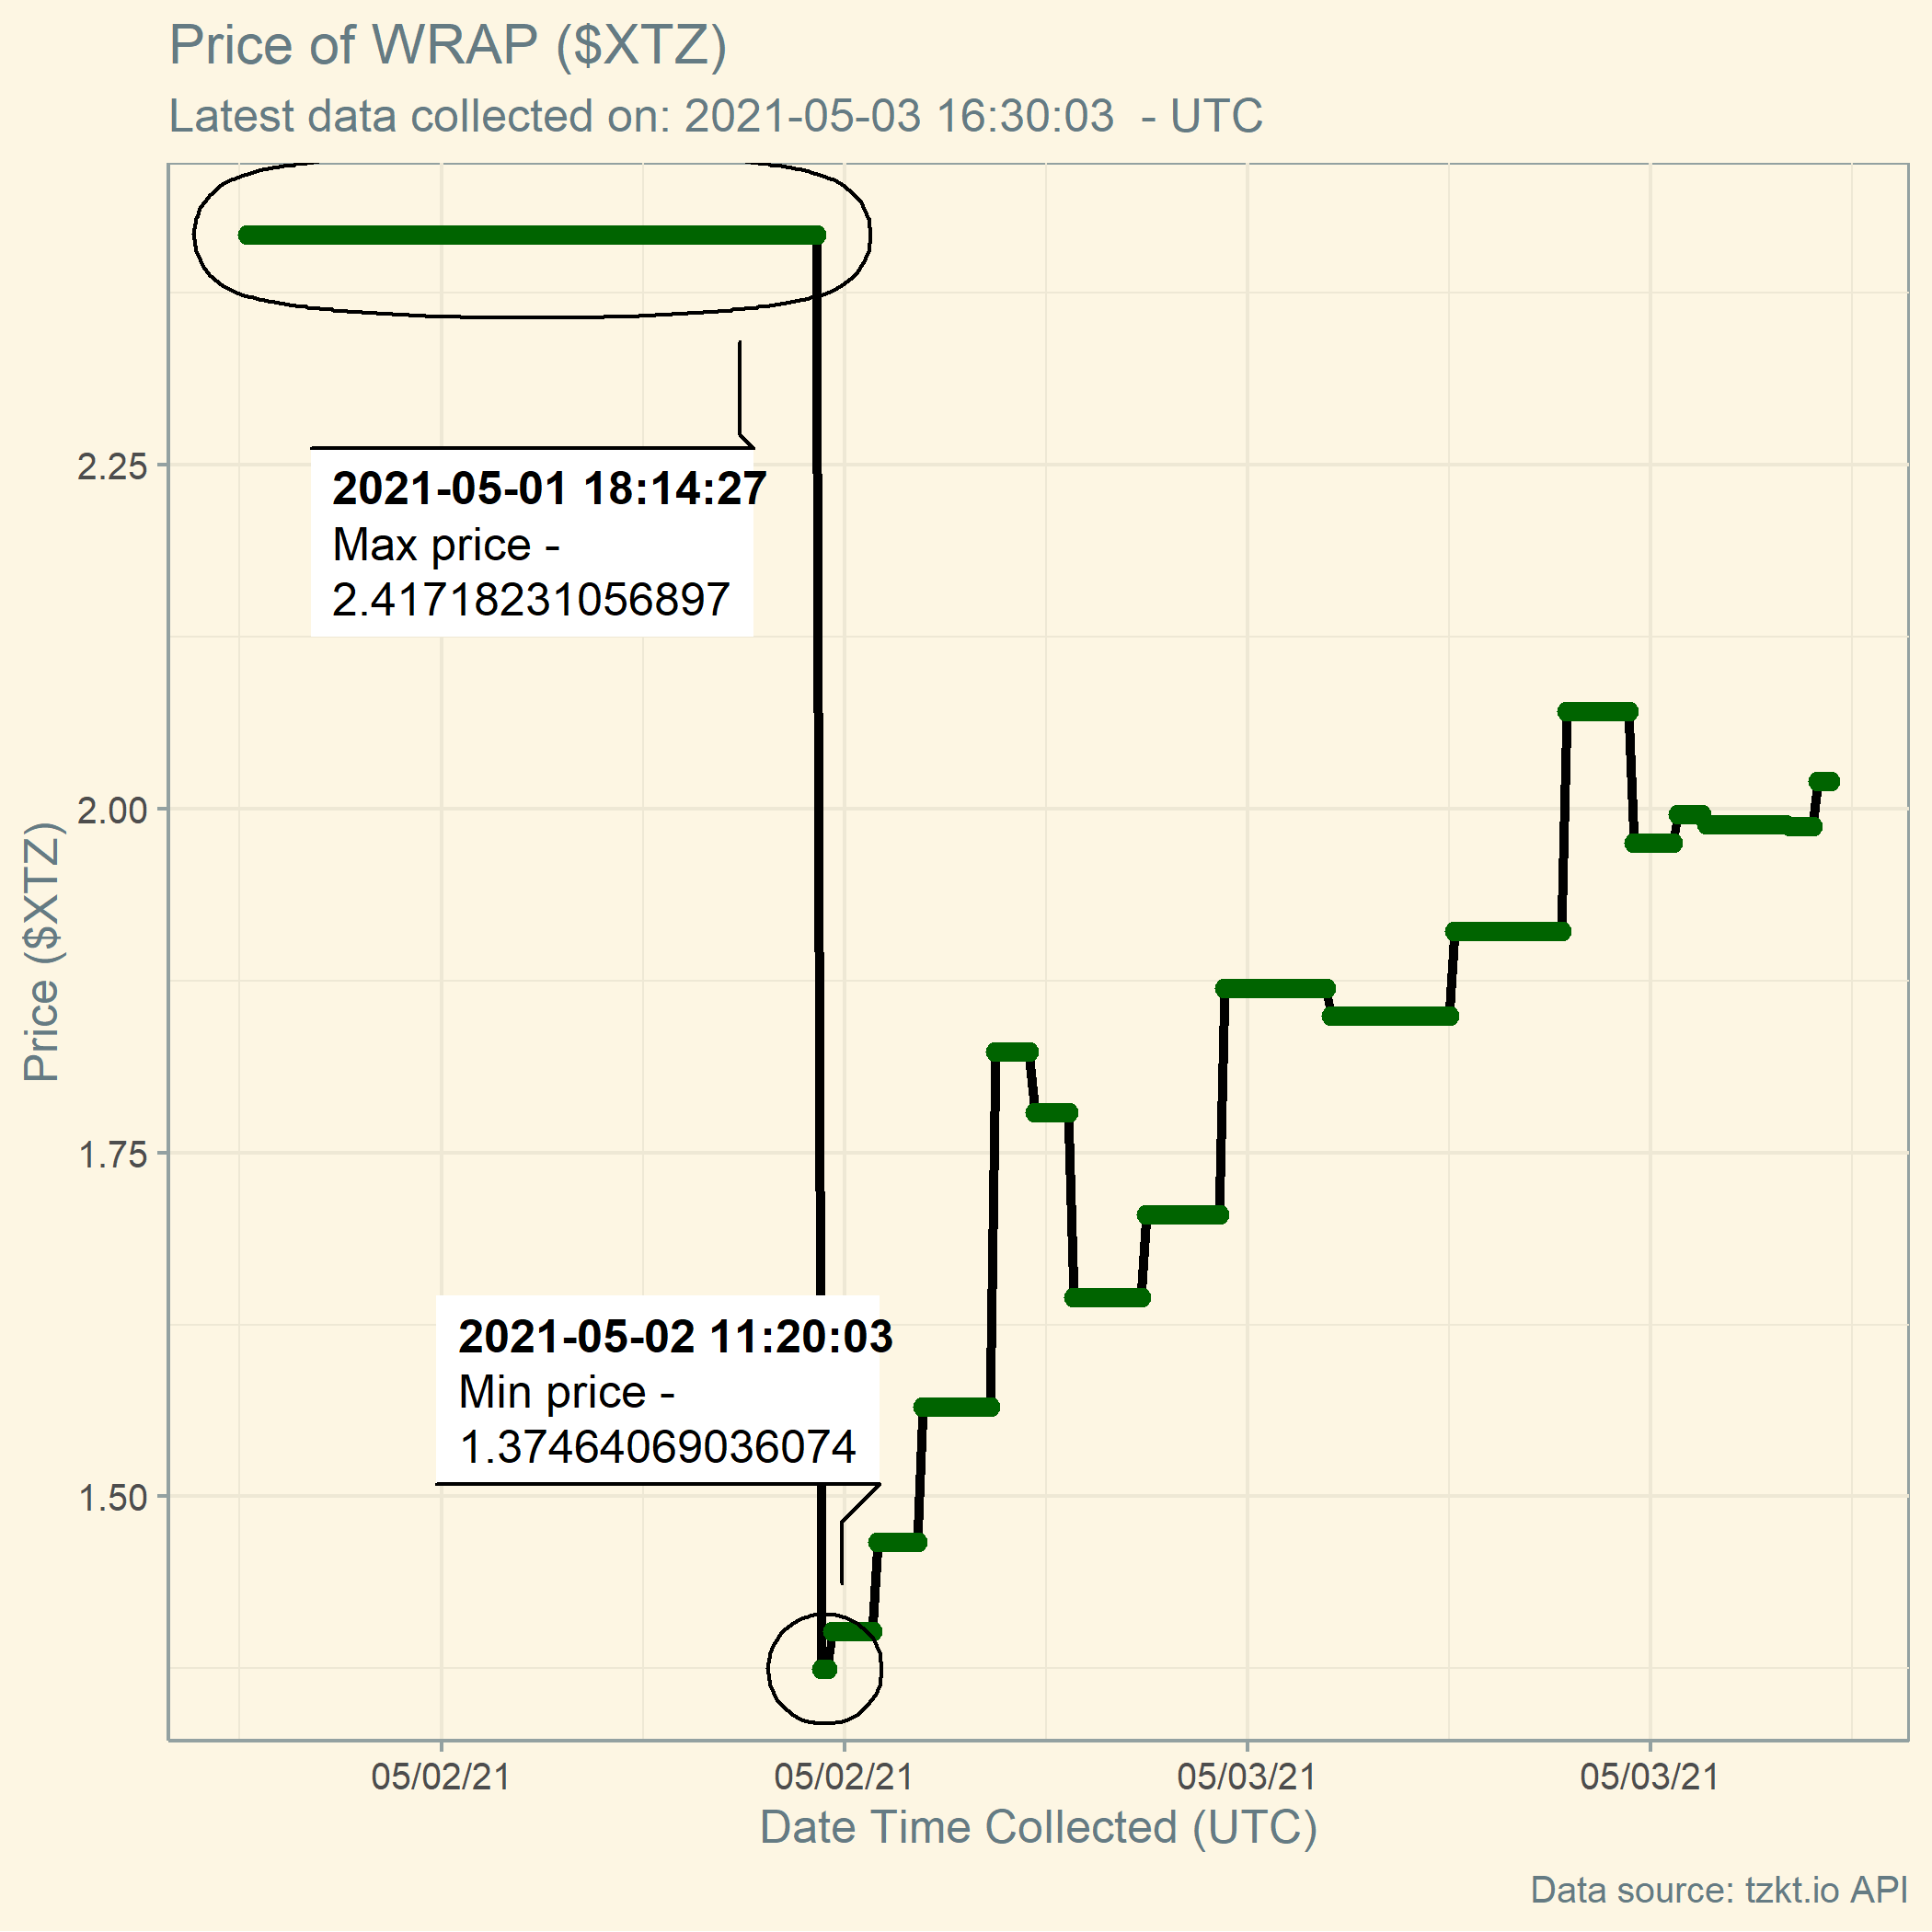 Price of WRAP ($XTZ)
Latest data collected on: 2021-05-03 16:30:03  - UTC
2021-05-01 18:14:27
Max price -
2.41718231056897
2021-05-02 11:20:03
Min price -
1.37464069036074
Price ($XTZ)
2.25
2.00
1.75
1.50
05/02/21 05/02/21 05/03/21 05/03/21
Date Time Collected (UTC)
Data source: tzkt.io API